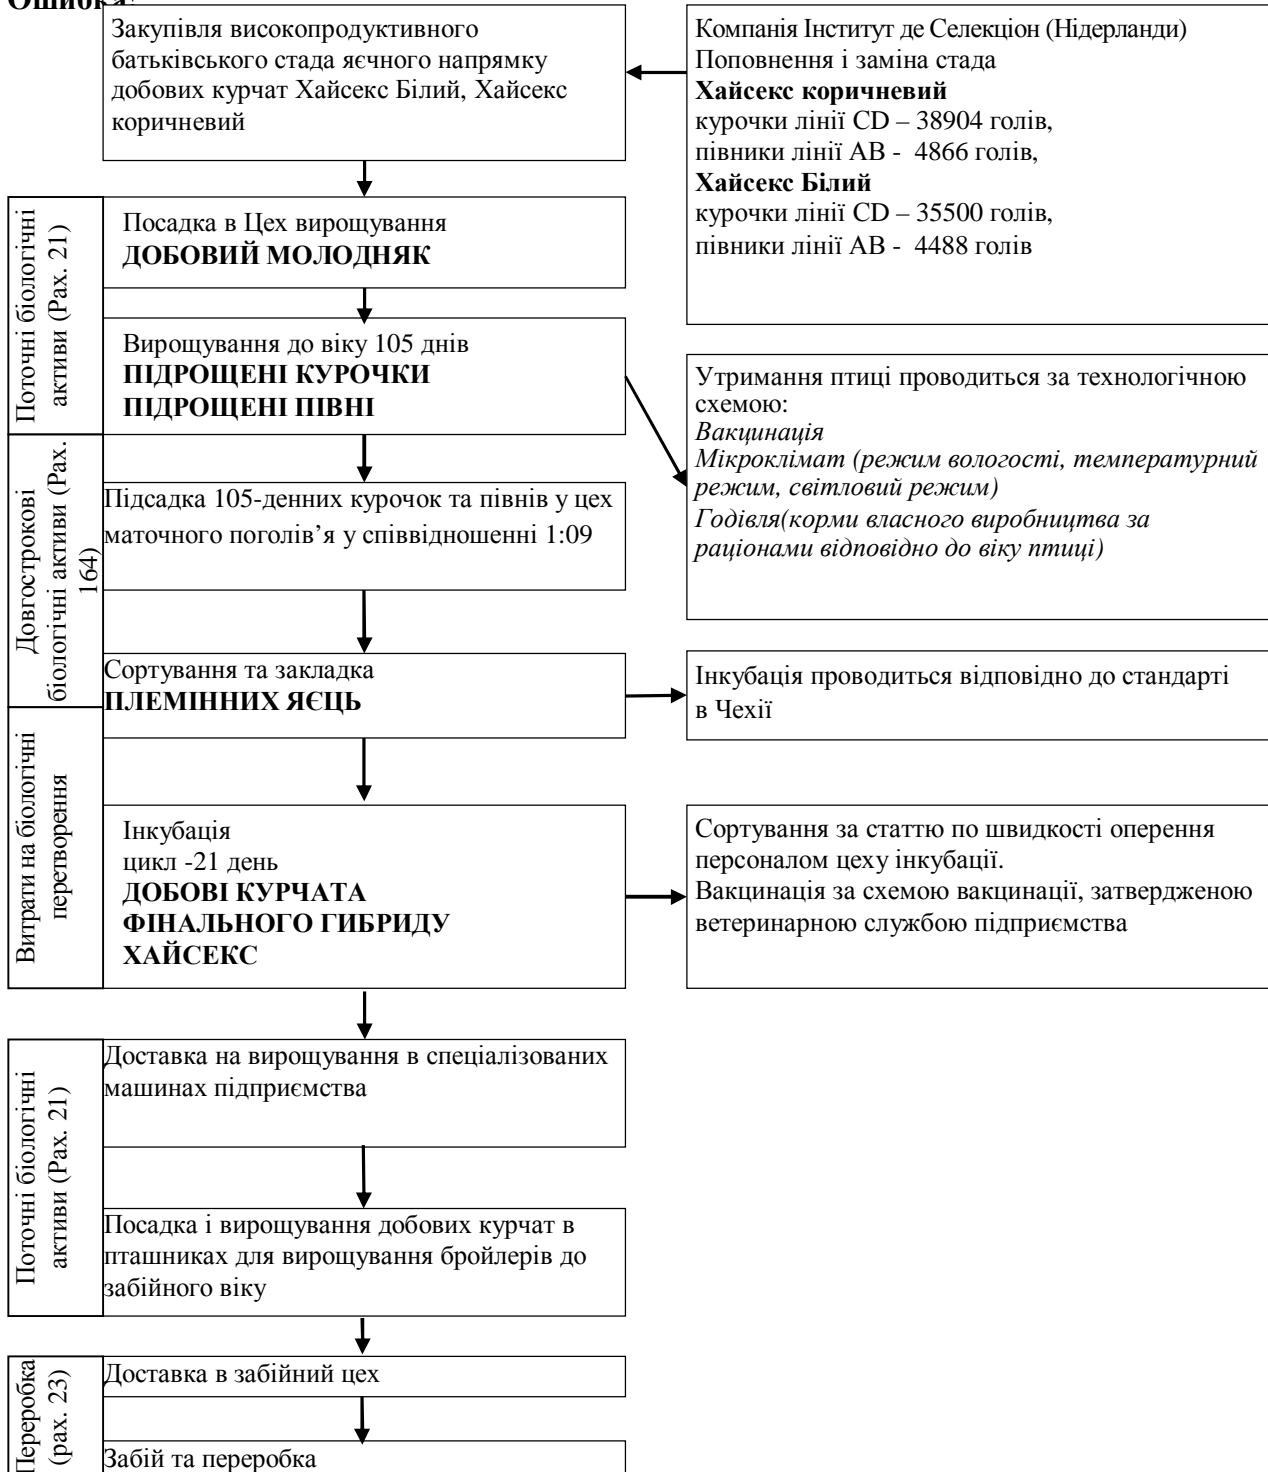 Ошибка!
Закупівля високопродуктивного
батьківського стада яєчного напрямку
добових курчат Хайсекс Білий, Хайсекс
коричневий
Компанія Інститут де Селекціон (Нідерланди)
Поповнення і заміна стада
Хайсекс коричневий
курочки лінії CD – 38904 голів,
півники лінії AB - 4866 голів,
Хайсекс Білий
курочки лінії CD – 35500 голів,
півники лінії AB - 4488 голів
Поточні біологічні
активи (Рах. 21)
Посадка в Цех вирощування
ДОБОВИЙ МОЛОДНЯК
Вирощування до віку 105 днів
ПІДРОЩЕНІ КУРОЧКИ
ПІДРОЩЕНІ ПІВНІ
Утримання птиці проводиться за технологічною
схемою:
Вакцинація
Мікроклімат (режим вологості, температурний
режим, світловий режим)
Годівля(корми власного виробництва за
раціонами відповідно до віку птиці)
Довгострокові
біологічні активи (Рах.
164)
Підсадка 105-денних курочок та півнів у цех
маточного поголів’я у співвідношенні 1:09
Сортування та закладка
ПЛЕМІННИХ ЯЄЦЬ
Інкубація проводиться відповідно до стандарті
в Чехії
Витрати на біологічні
перетворення
Інкубація
цикл -21 день
ДОБОВІ КУРЧАТА
ФІНАЛЬНОГО ГИБРИДУ
ХАЙСЕКС
Сортування за статтю по швидкості оперення
персоналом цеху інкубації.
Вакцинація за схемою вакцинації, затвердженою
ветеринарною службою підприємства
Поточні біологічні
активи (Рах. 21)
Доставка на вирощування в спеціалізованих
машинах підприємства
Посадка і вирощування добових курчат в
пташниках для вирощування бройлерів до
забійного віку
Переробка
(рах. 23)
Доставка в забійний цех
Забій та переробка